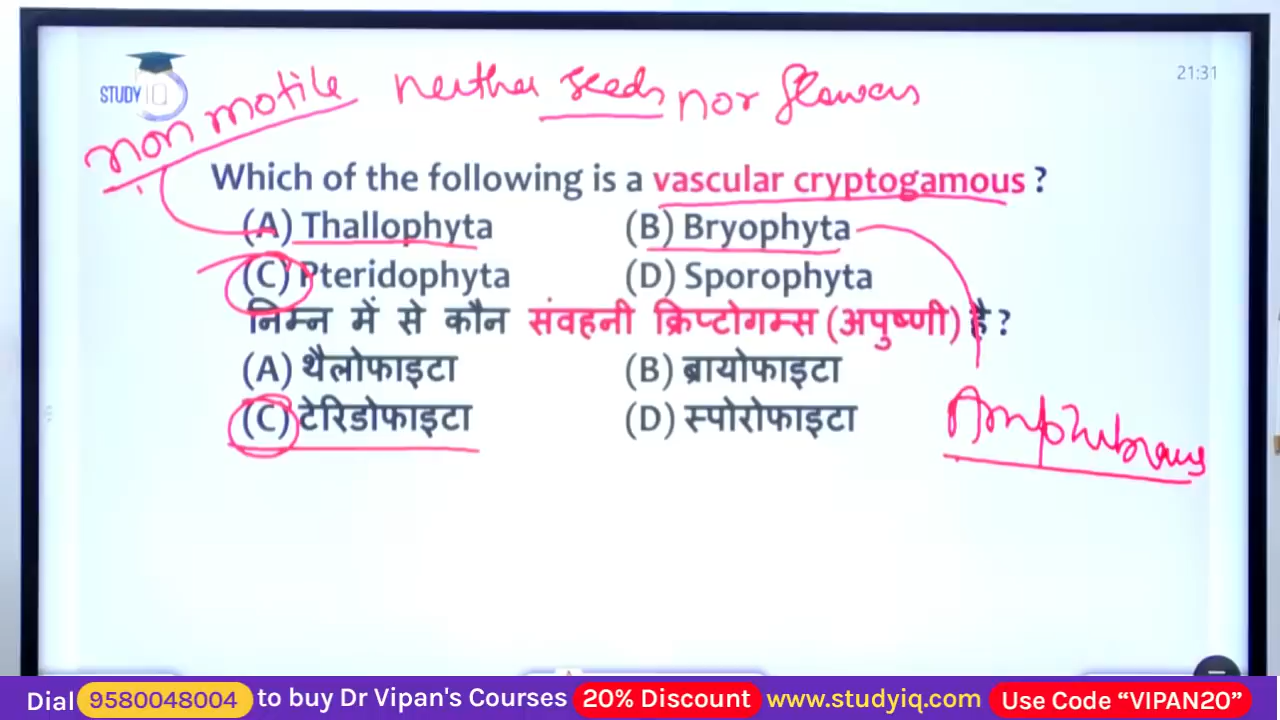 STUDY IQ
21:31
non motile neither seeds nor flowers
Which of the following is a vascular cryptogamous ?
(A) Thallophyta (B) Bryophyta
(C) Pteridophyta (D) Sporophyta
निम्न में से कौन संवहनी क्रिप्टोगम्स (अपुष्णी) है ?
(A) थैलोफाइटा (B) ब्रायोफाइटा
(C) टेरिडोफाइटा (D) स्पोरोफाइटा
Dial 9580048004 to buy Dr Vipan's Courses 20% Discount www.studyiq.com Use Code “VIPAN20”